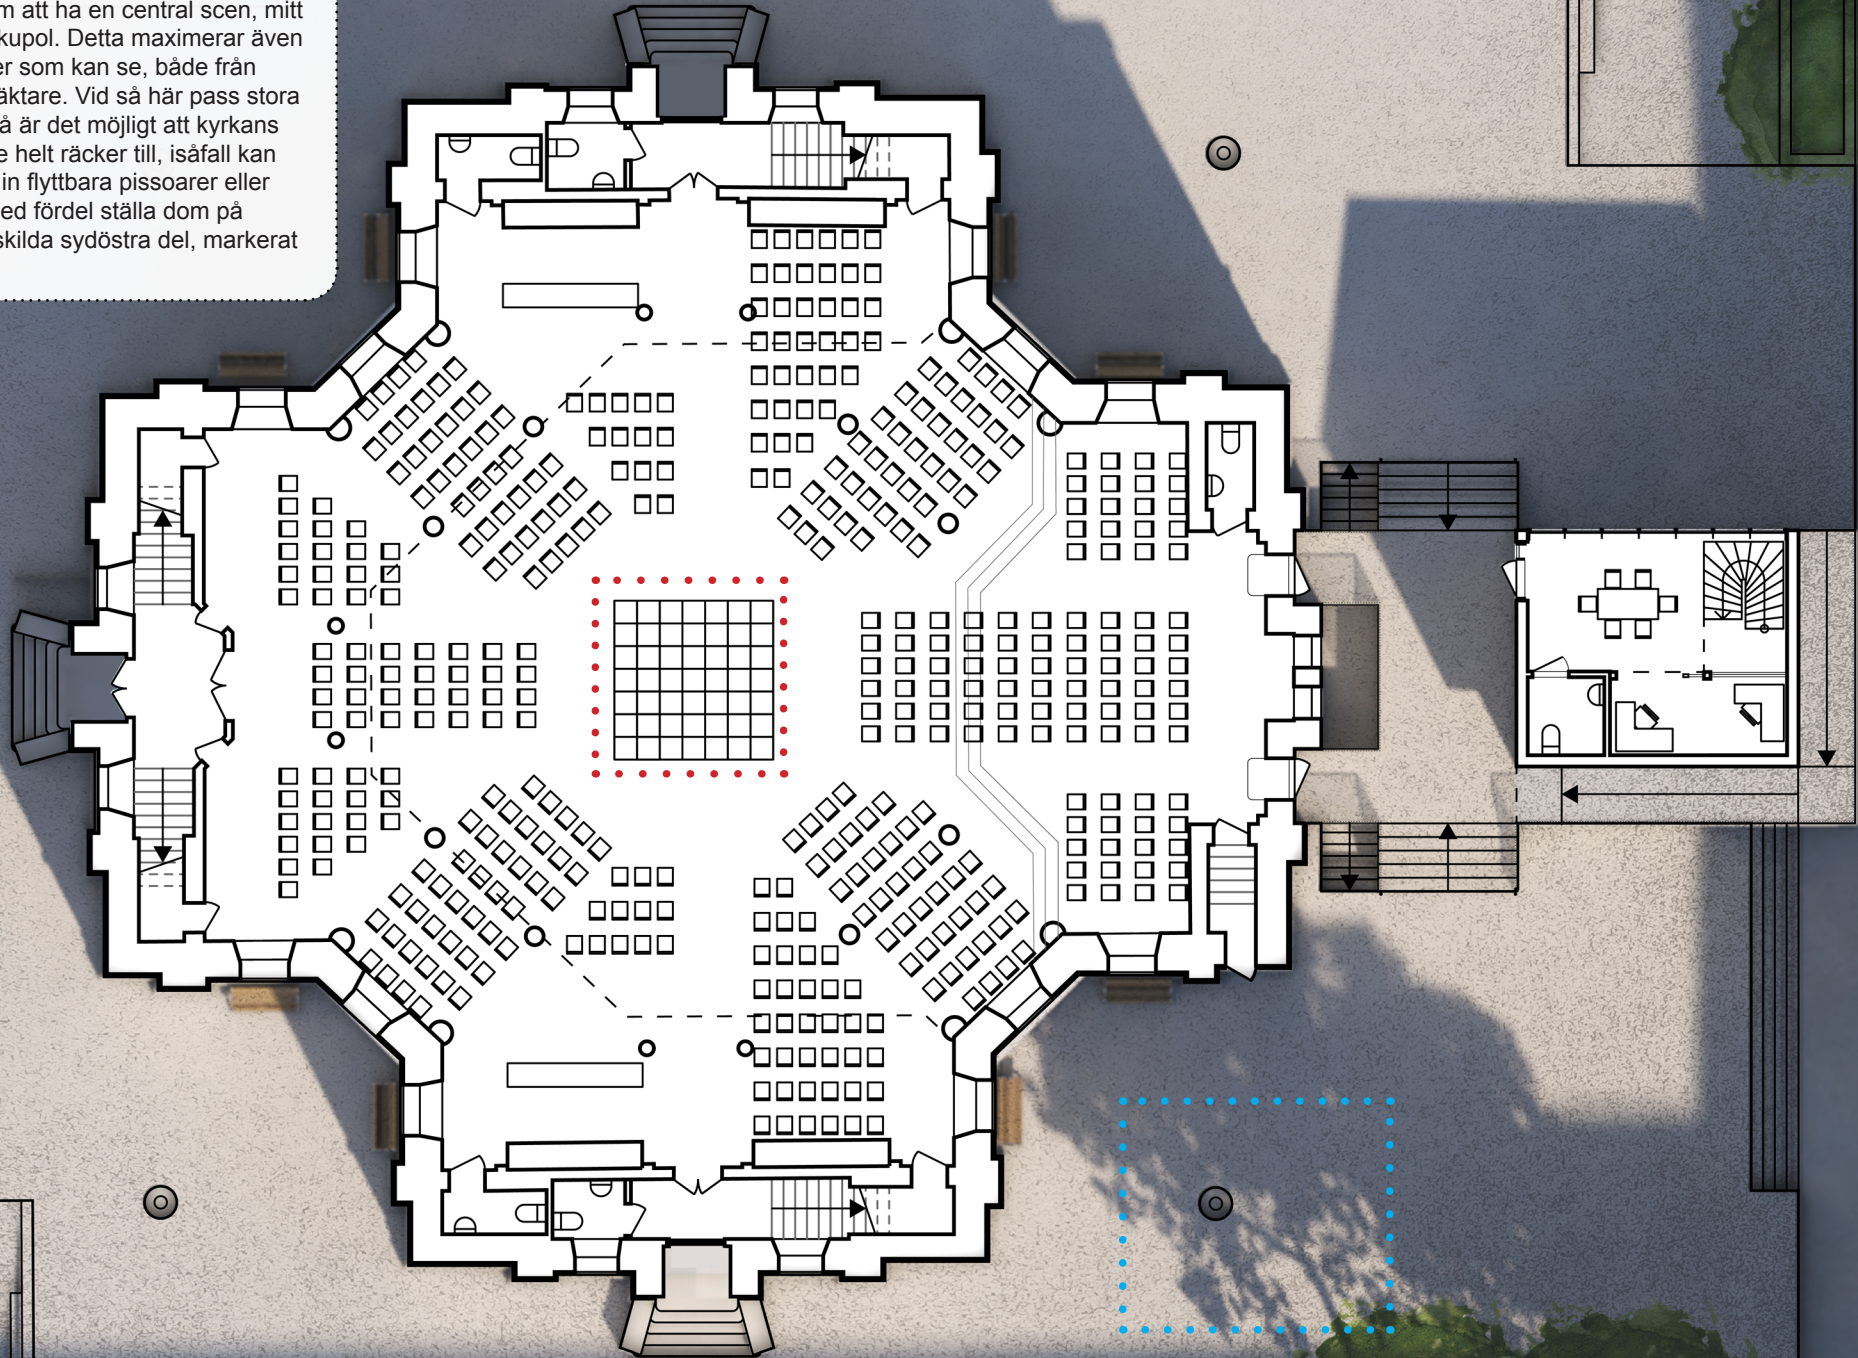 m att ha en central scen, mitt
kupol. Detta maximerar även
er som kan se, både från
äktare. Vid så här pass stora
å är det möjligt att kyrkans
e helt räcker till, isåfall kan
in flyttbara pissoarer eller
ed fördel ställa dom på
skilda sydöstra del, markerat